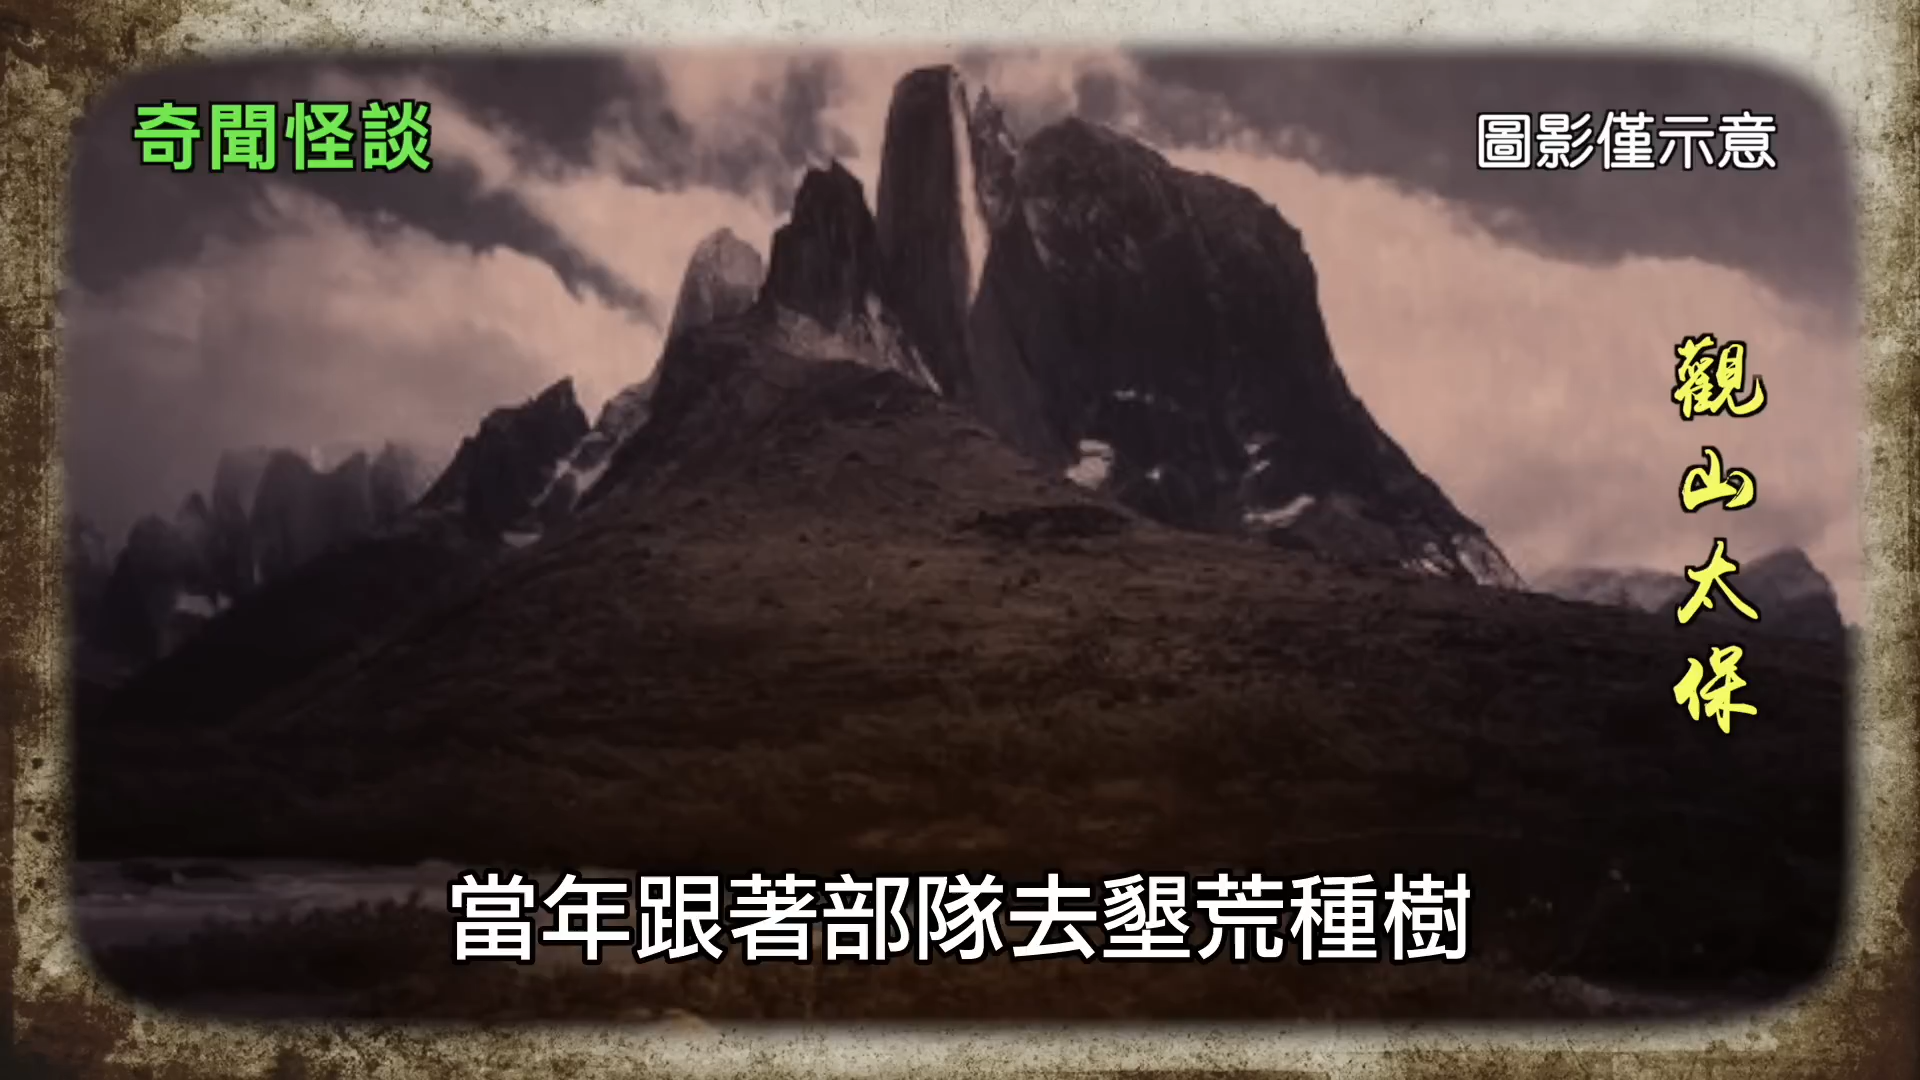 奇聞怪談
圖影僅示意
觀山太保
當年跟著部隊去墾荒種樹